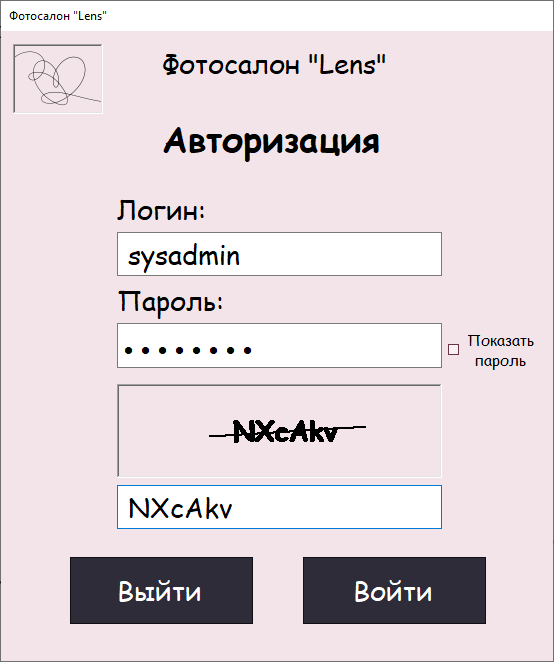 Фотосалон "Lens"
Фотосалон "Lens"
Авторизация
Логин:
sysadmin
Пароль:
••••••••
Показать
пароль
NXcAkv
NXcAkv
Выйти
Войти